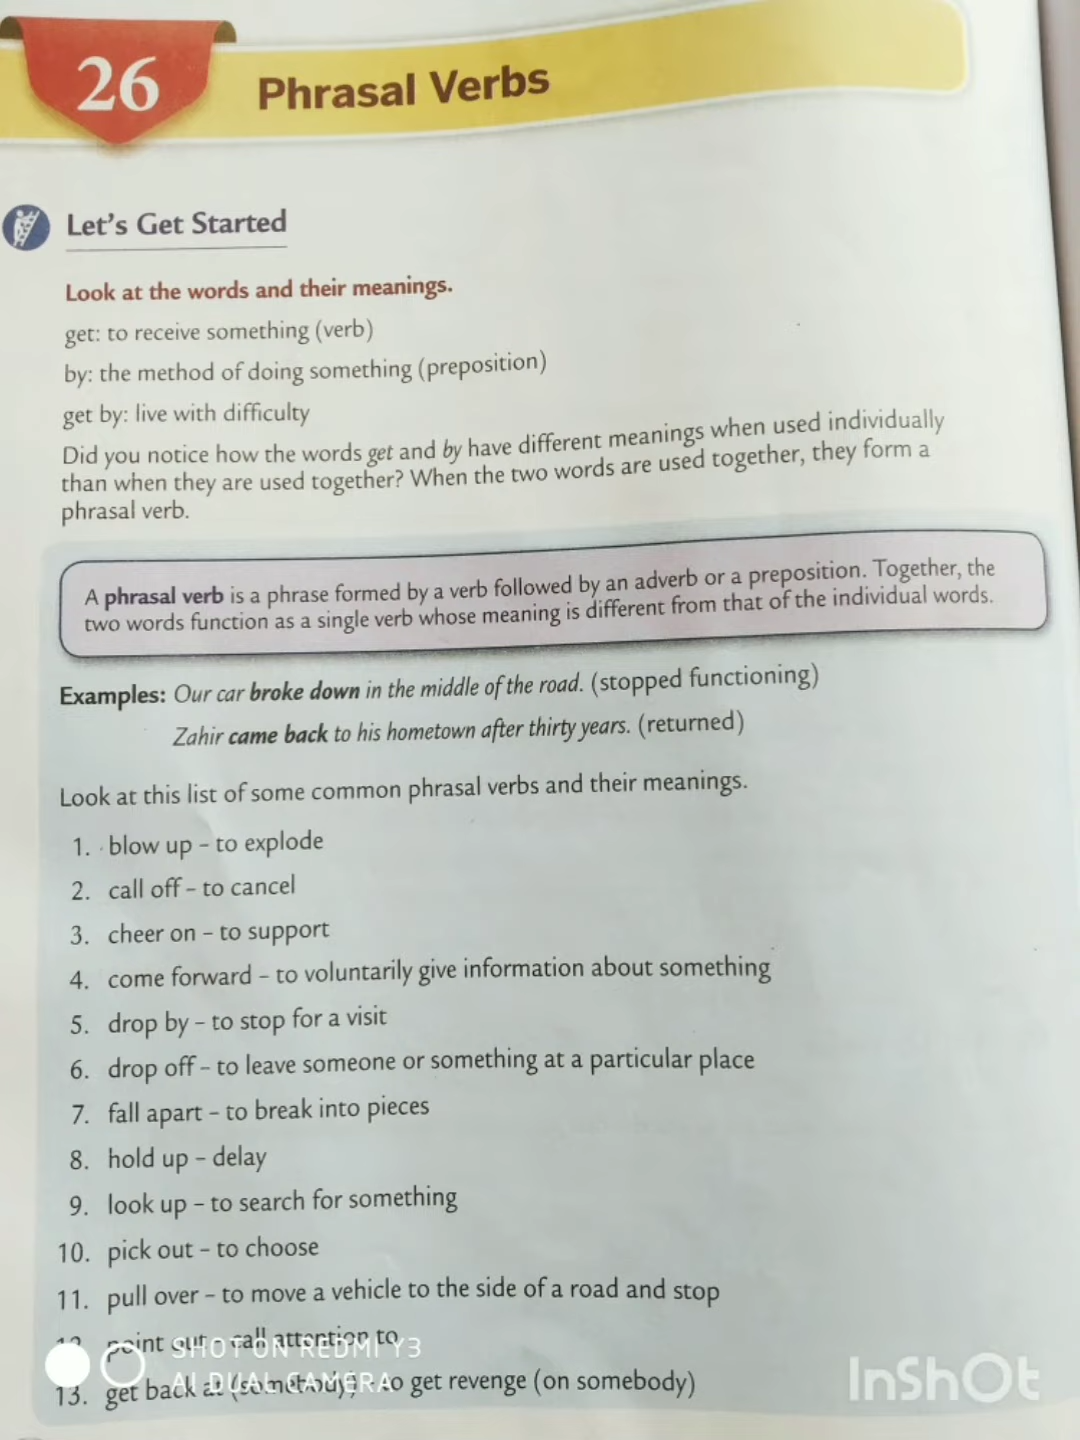 26
Phrasal Verbs
Let's Get Started
Look at the words and their meanings.
get: to receive something (verb)
by: the method of doing something (preposition)
get by: live with difficulty
Did you notice how the words get and by have different meanings when used individually
than when they are used together? When the two words are used together, they form a
phrasal verb.
A phrasal verb is a phrase formed by a verb followed by an adverb or a preposition. Together, the
two words function as a single verb whose meaning is different from that of the individual words.
Examples: Our car broke down in the middle of the road. (stopped functioning)
Zahir came back to his hometown after thirty years. (returned)
Look at this list of some common phrasal verbs and their meanings.
1. blow up – to explode
2. call off – to cancel
3. cheer on – to support
4. come forward – to voluntarily give information about something
5. drop by – to stop for a visit
6. drop off – to leave someone or something at a particular place
7. fall apart – to break into pieces
8. hold up – delay
9. look up – to search for something
10. pick out – to choose
11. pull over – to move a vehicle to the side of a road and stop
12. point out – call attention to
13. get back at (somebody) – to get revenge (on somebody)
SHOT ON REDMI Y3
AI DUAL CAMERA
InShOt